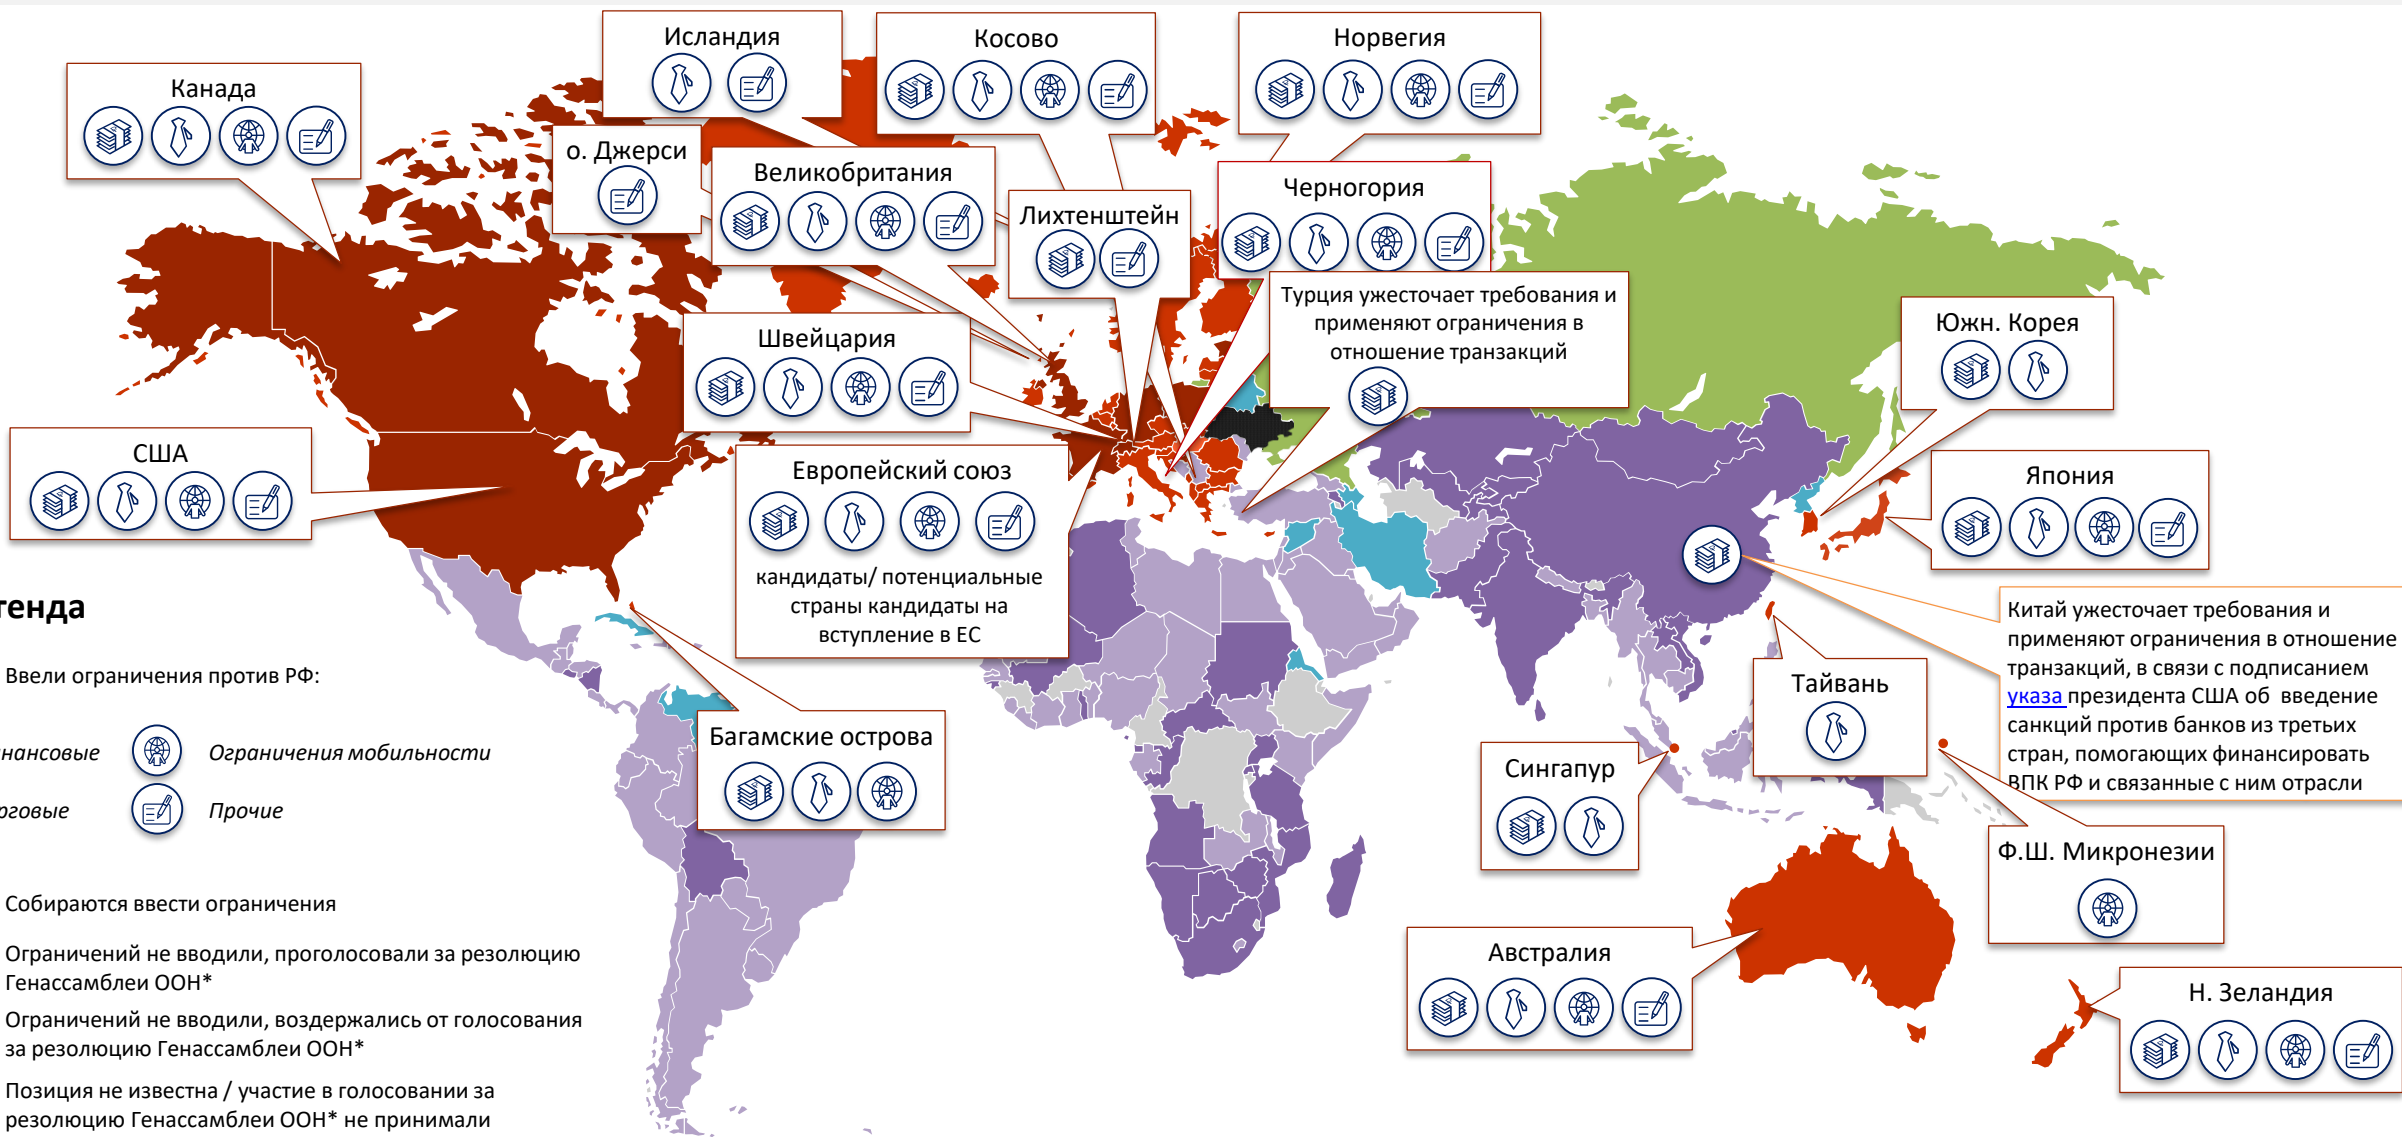 Исландия
Косово
Норвегия
Канада
о. Джерси
Великобритания
Лихтенштейн
Черногория
Турция ужесточает требования и
применяют ограничения в
отношение транзакций
Южн. Корея
Швейцария
США
Европейский союз
кандидаты/ потенциальные
страны кандидаты на
вступление в ЕС
Япония
Китай ужесточает требования и
применяют ограничения в отношение
транзакций, в связи с подписанием
указа президента США об введение
санкций против банков из третьих
стран, помогающих финансировать
ВПК РФ и связанные с ним отрасли
Тайвань
Багамские острова
Сингапур
Ф.Ш. Микронезии
Австралия
Н. Зеландия
генда
Ввели ограничения против РФ:
нансовые
Ограничения мобильности
рговые
Прочие
Собираются ввести ограничения
Ограничений не вводили, проголосовали за резолюцию
Генассамблеи ООН*
Ограничений не вводили, воздержались от голосования
за резолюцию Генассамблеи ООН*
Позиция не известна / участие в голосовании за
резолюцию Генассамблеи ООН* не принимали